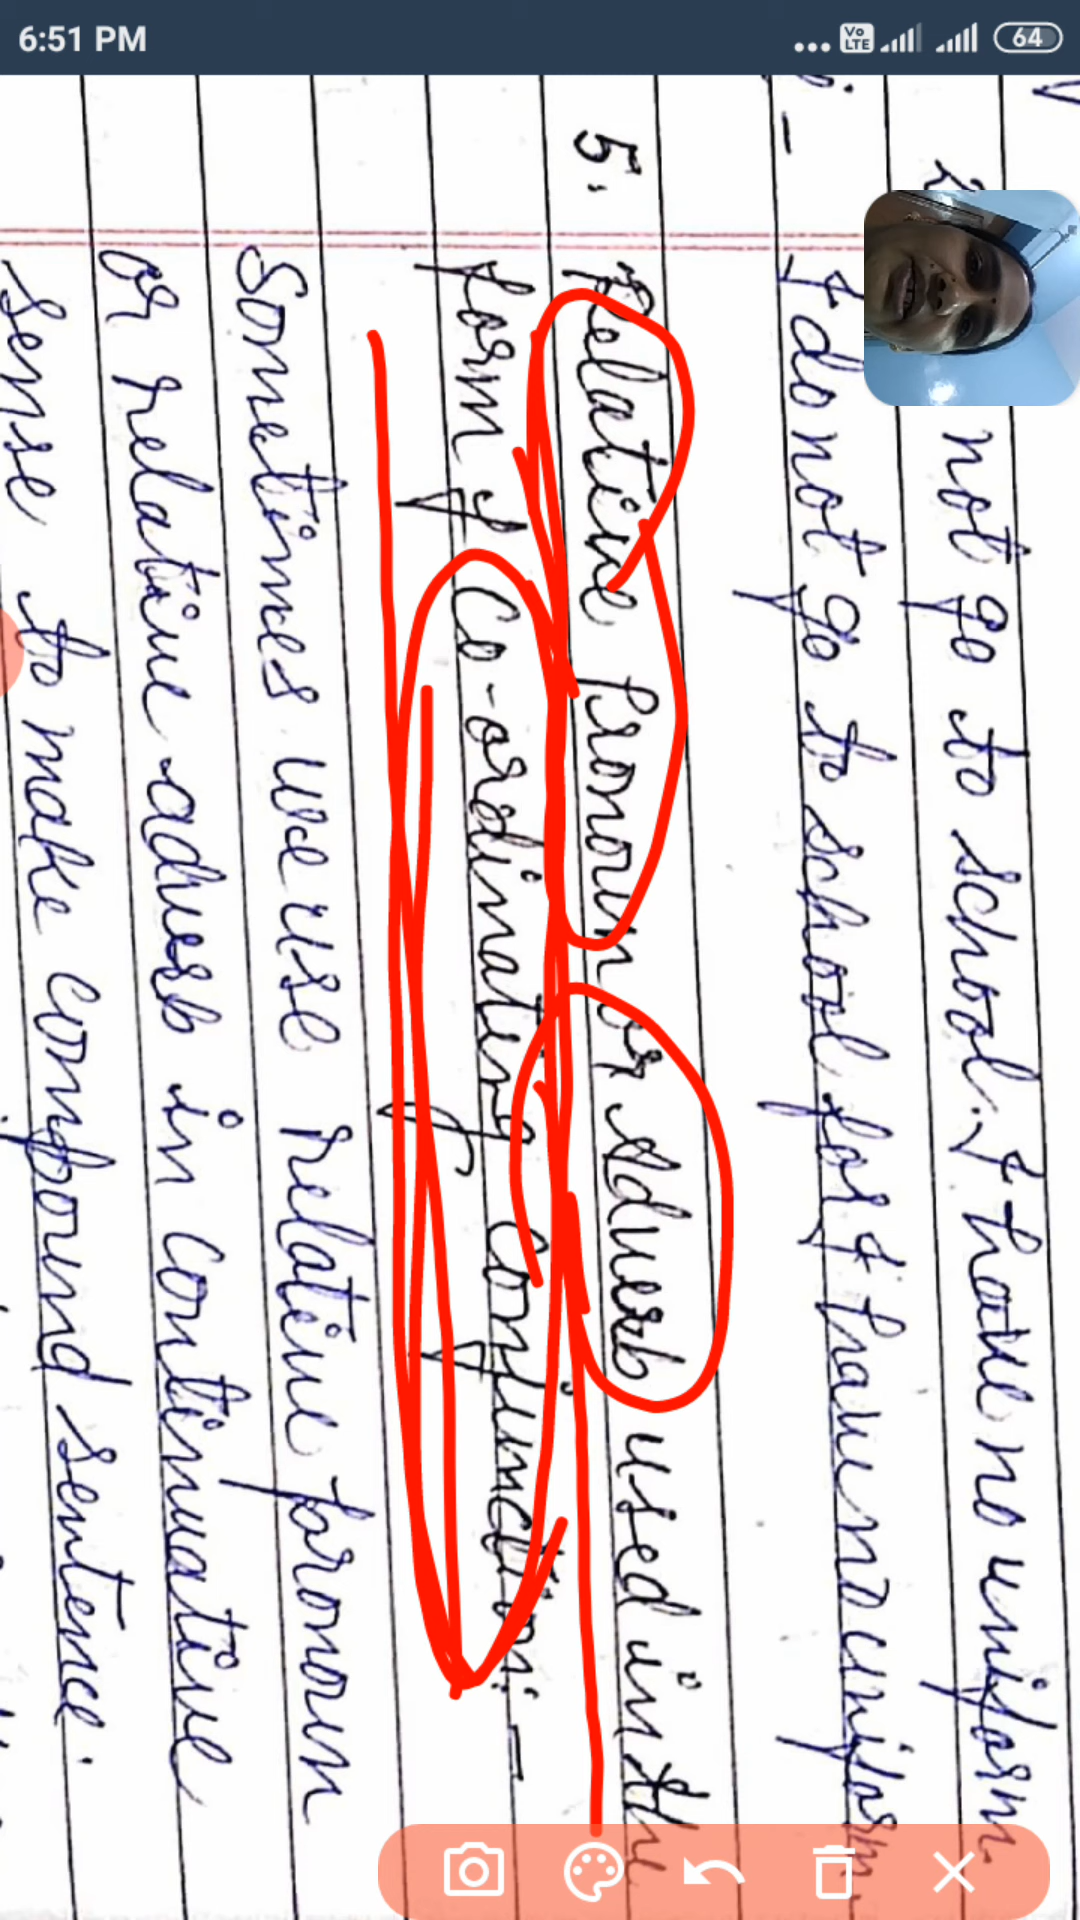 6:51 PM
Vo LTE
64
not go to school. I have no uniform.
I do not go to school for I have no uniform
5. Relative Pronoun or Adverb used in the
form of Co-ordinating Conjunction:-
Sometimes we use relative pronoun
or relative adverb in continuative
sense to make compound sentence.